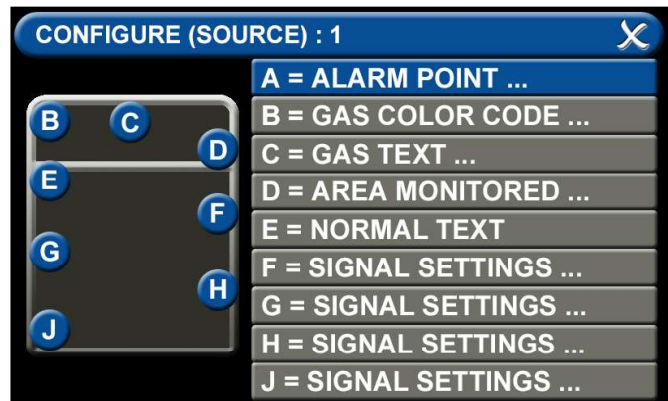 CONFIGURE (SOURCE) : 1 X
A = ALARM POINT ...
B = GAS COLOR CODE ...
C = GAS TEXT ...
D = AREA MONITORED ...
E = NORMAL TEXT
F = SIGNAL SETTINGS ...
G = SIGNAL SETTINGS ...
H = SIGNAL SETTINGS ...
J = SIGNAL SETTINGS ...
B C
D
E
F
G
H
J